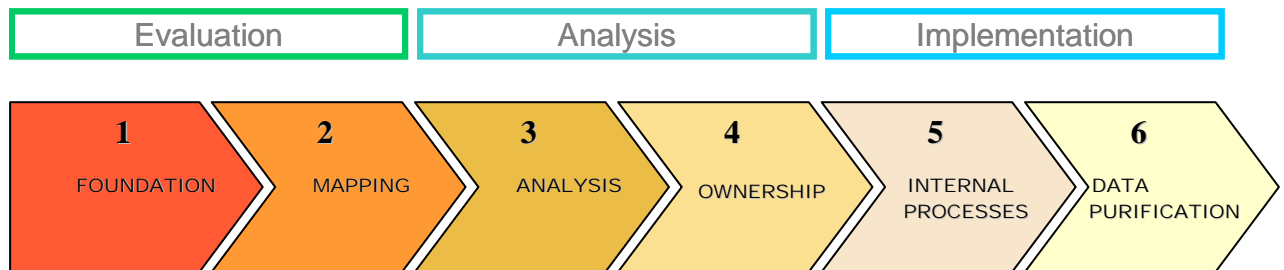 Evaluation
Analysis
Implementation
1
FOUNDATION
2
MAPPING
3
ANALYSIS
4
OWNERSHIP
5
INTERNAL
PROCESSES
6
DATA
PURIFICATION